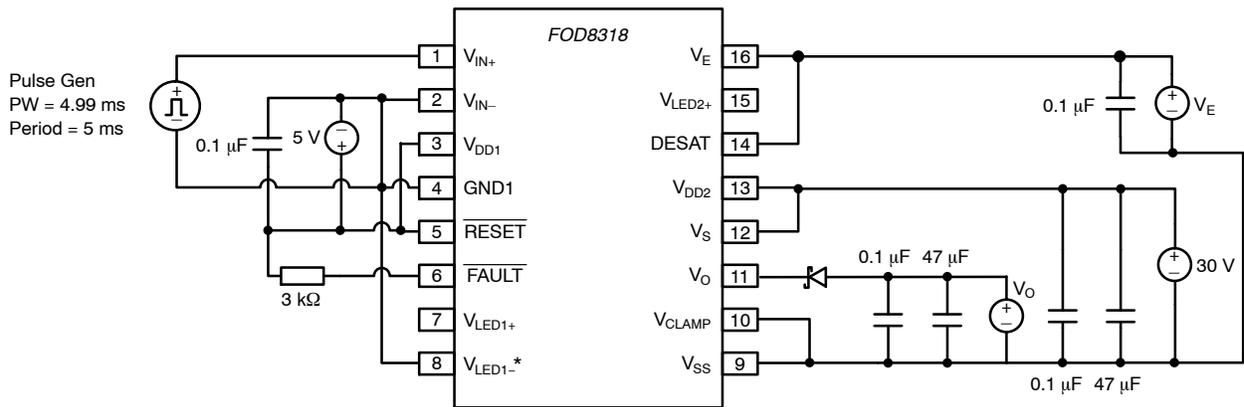 FOD8318
Pulse Gen
PW = 4.99 ms
Period = 5 ms
+
–
0.1 μF
5 V
–
+
3 kΩ
1 V_IN+
2 V_IN–
3 V_DD1
4 GND1
5 RESET
6 FAULT
7 V_LED1+
8 V_LED1–*
V_E 16
V_LED2+ 15
DESAT 14
V_DD2 13
V_S 12
V_O 11
V_CLAMP 10
V_SS 9
0.1 μF
+
–
V_E
0.1 μF 47 μF
V_O
+
–
+
–
30 V
0.1 μF 47 μF